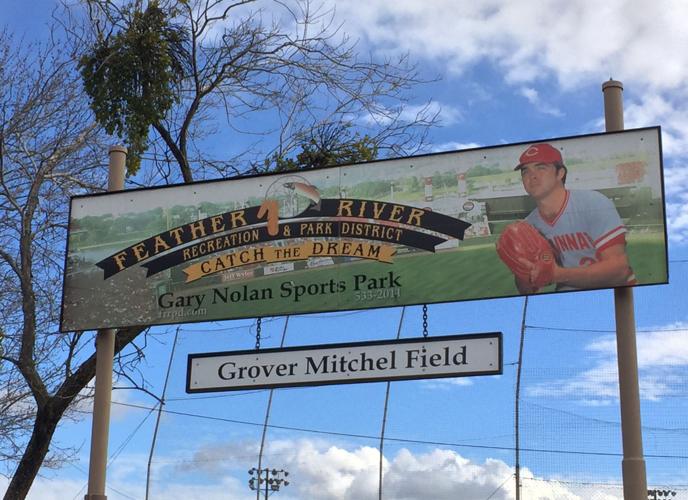 FEATHER RIVER
RECREATION & PARK DISTRICT
CATCH THE DREAM
Gary Nolan Sports Park
frrpd.com 533-2011
Grover Mitchel Field